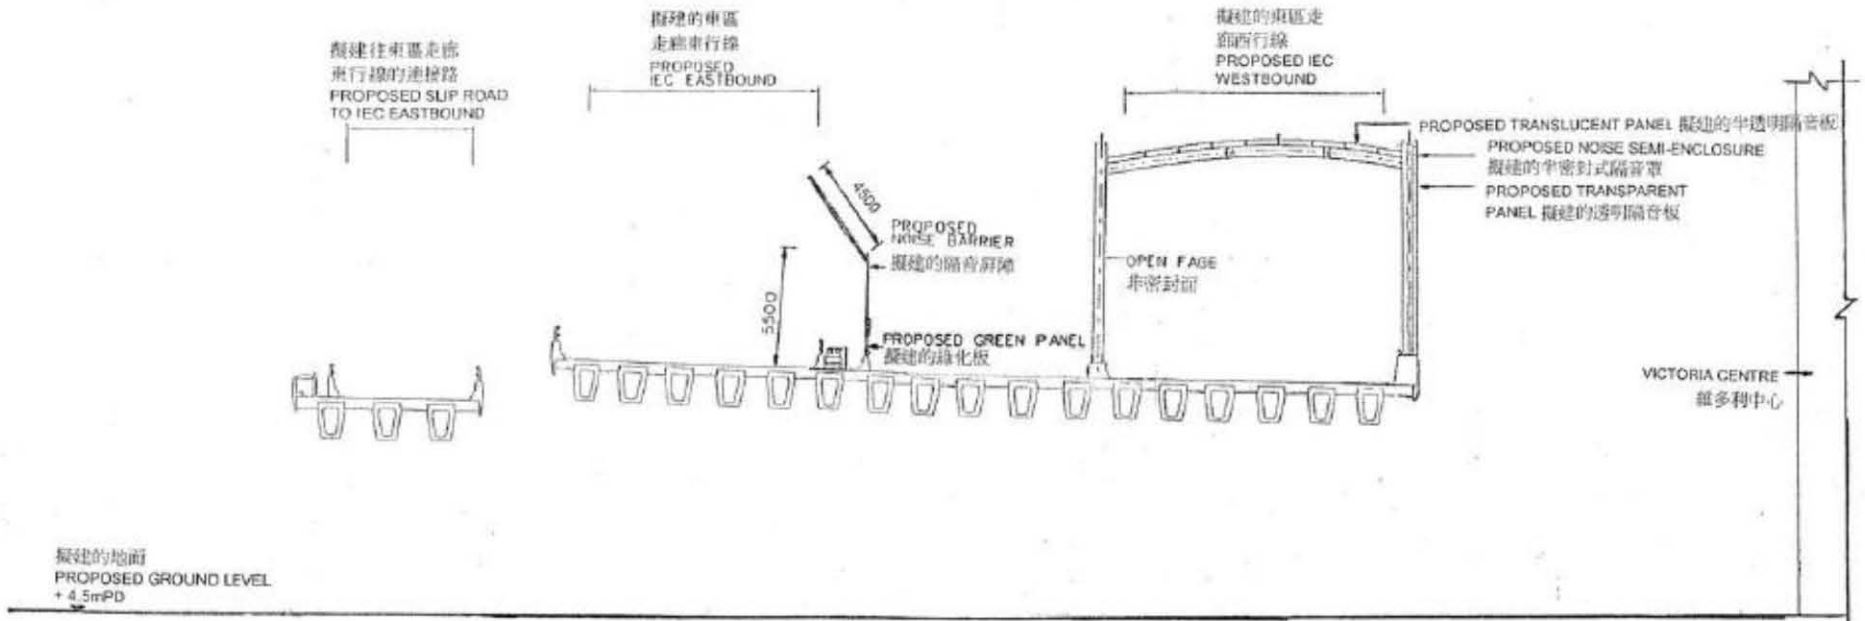 擬建往東區走廊
東行線的連接路
PROPOSED SLIP ROAD
TO IEC EASTBOUND
擬建的東區
走廊東行線
PROPOSED
IEC EASTBOUND
擬建的東區走
廊西行線
PROPOSED IEC
WESTBOUND
PROPOSED TRANSLUCENT PANEL 擬建的半透明隔音板
PROPOSED NOISE SEMI-ENCLOSURE
擬建的半密封式隔音罩
PROPOSED TRANSPARENT
PANEL 擬建的透明隔音板
4500
PROPOSED
NOISE BARRIER
擬建的隔音屏障
OPEN FACE
非密封面
5500
PROPOSED GREEN PANEL
擬建的綠化板
VICTORIA CENTRE
維多利中心
擬建的地面
PROPOSED GROUND LEVEL
+ 4.5mPD